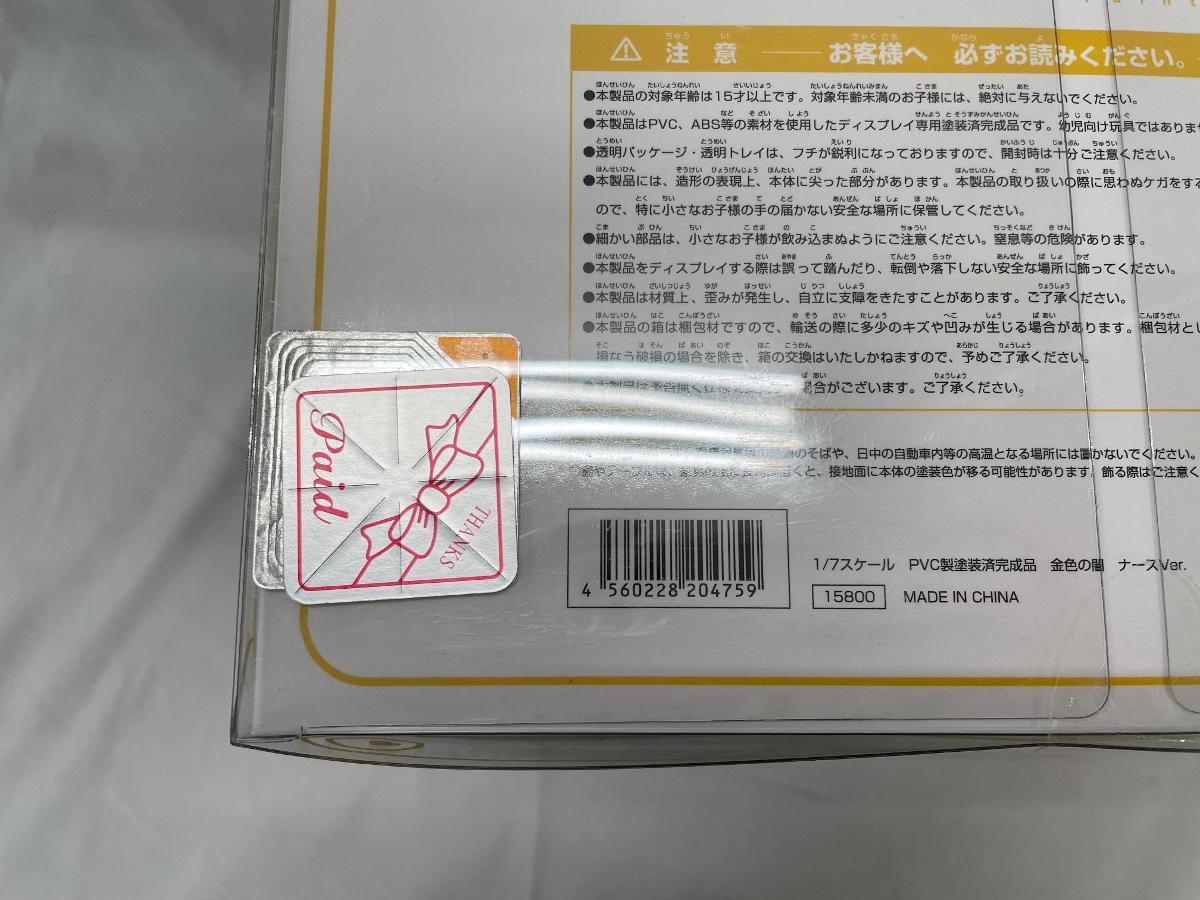 注意 お客様へ 必ずお読みください。
●本製品の対象年齢は15才以上です。対象年齢未満のお子様には、絶対に与えないでください。
●本製品はPVC、ABS等の素材を使用したディスプレイ専用塗装済完成品です。幼児向け玩具ではありませ
●透明パッケージ・透明トレイは、フチが鋭利になっておりますので、開封時は十分ご注意ください。
●本製品には、造形の表現上、本体に尖った部分があります。本製品の取り扱いの際に思わぬケガをする
ので、特に小さなお子様の手の届かない安全な場所に保管してください。
●細かい部品は、小さなお子様が飲み込まぬようにご注意ください。窒息等の危険があります。
●本製品をディスプレイする際は誤って踏んだり、転倒や落下しない安全な場所に飾ってください。
●本製品は材質上、歪みが発生し、自立に支障をきたすことがあります。ご了承ください。
●本製品の箱は梱包材ですので、輸送の際に多少のキズや凹みが生じる場合があります。梱包材とし
損なう破損の場合を除き、箱の交換はいたしかねますので、予めご了承ください。
●本製品は予告無く仕様 場合がございます。ご了承ください。
のそばや、日中の自動車内等の高温となる場所には置かないでください。
くと、接地面に本体の塗装色が移る可能性があります。飾る際はご注意く
Paid
THANKS
4 560228 204759
1/7スケール PVC製塗装済完成品 金色の闇 ナースVer.
15800 MADE IN CHINA